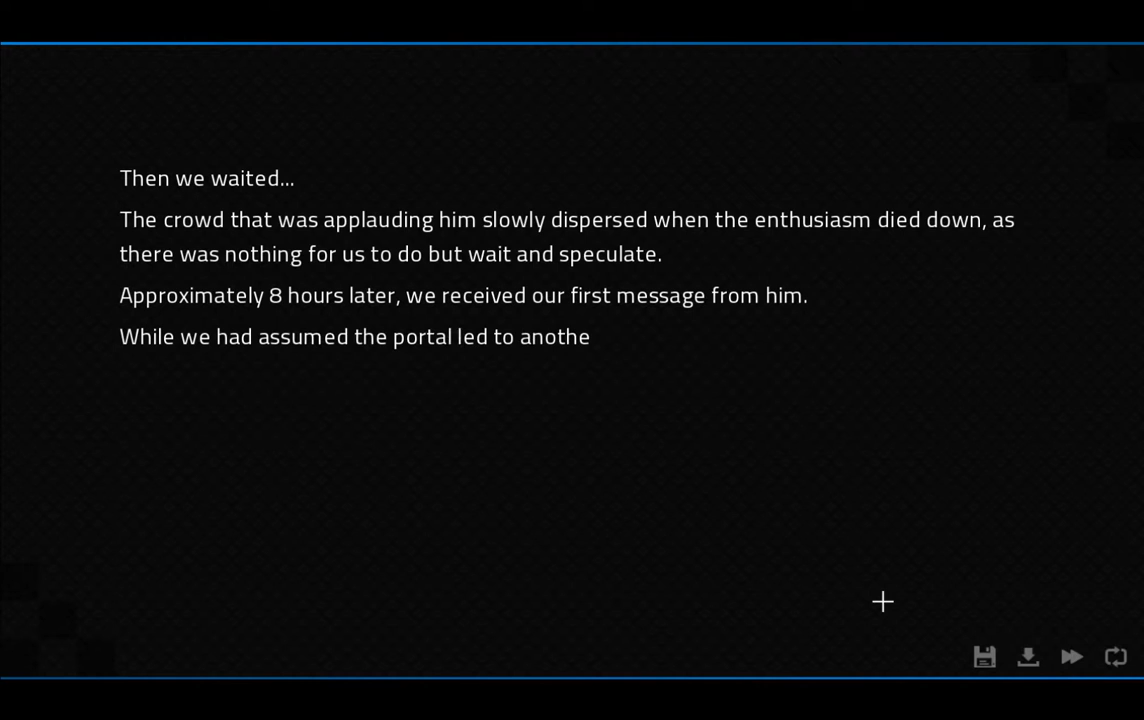 Then we waited...
The crowd that was applauding him slowly dispersed when the enthusiasm died down, as
there was nothing for us to do but wait and speculate.
Approximately 8 hours later, we received our first message from him.
While we had assumed the portal led to anothe